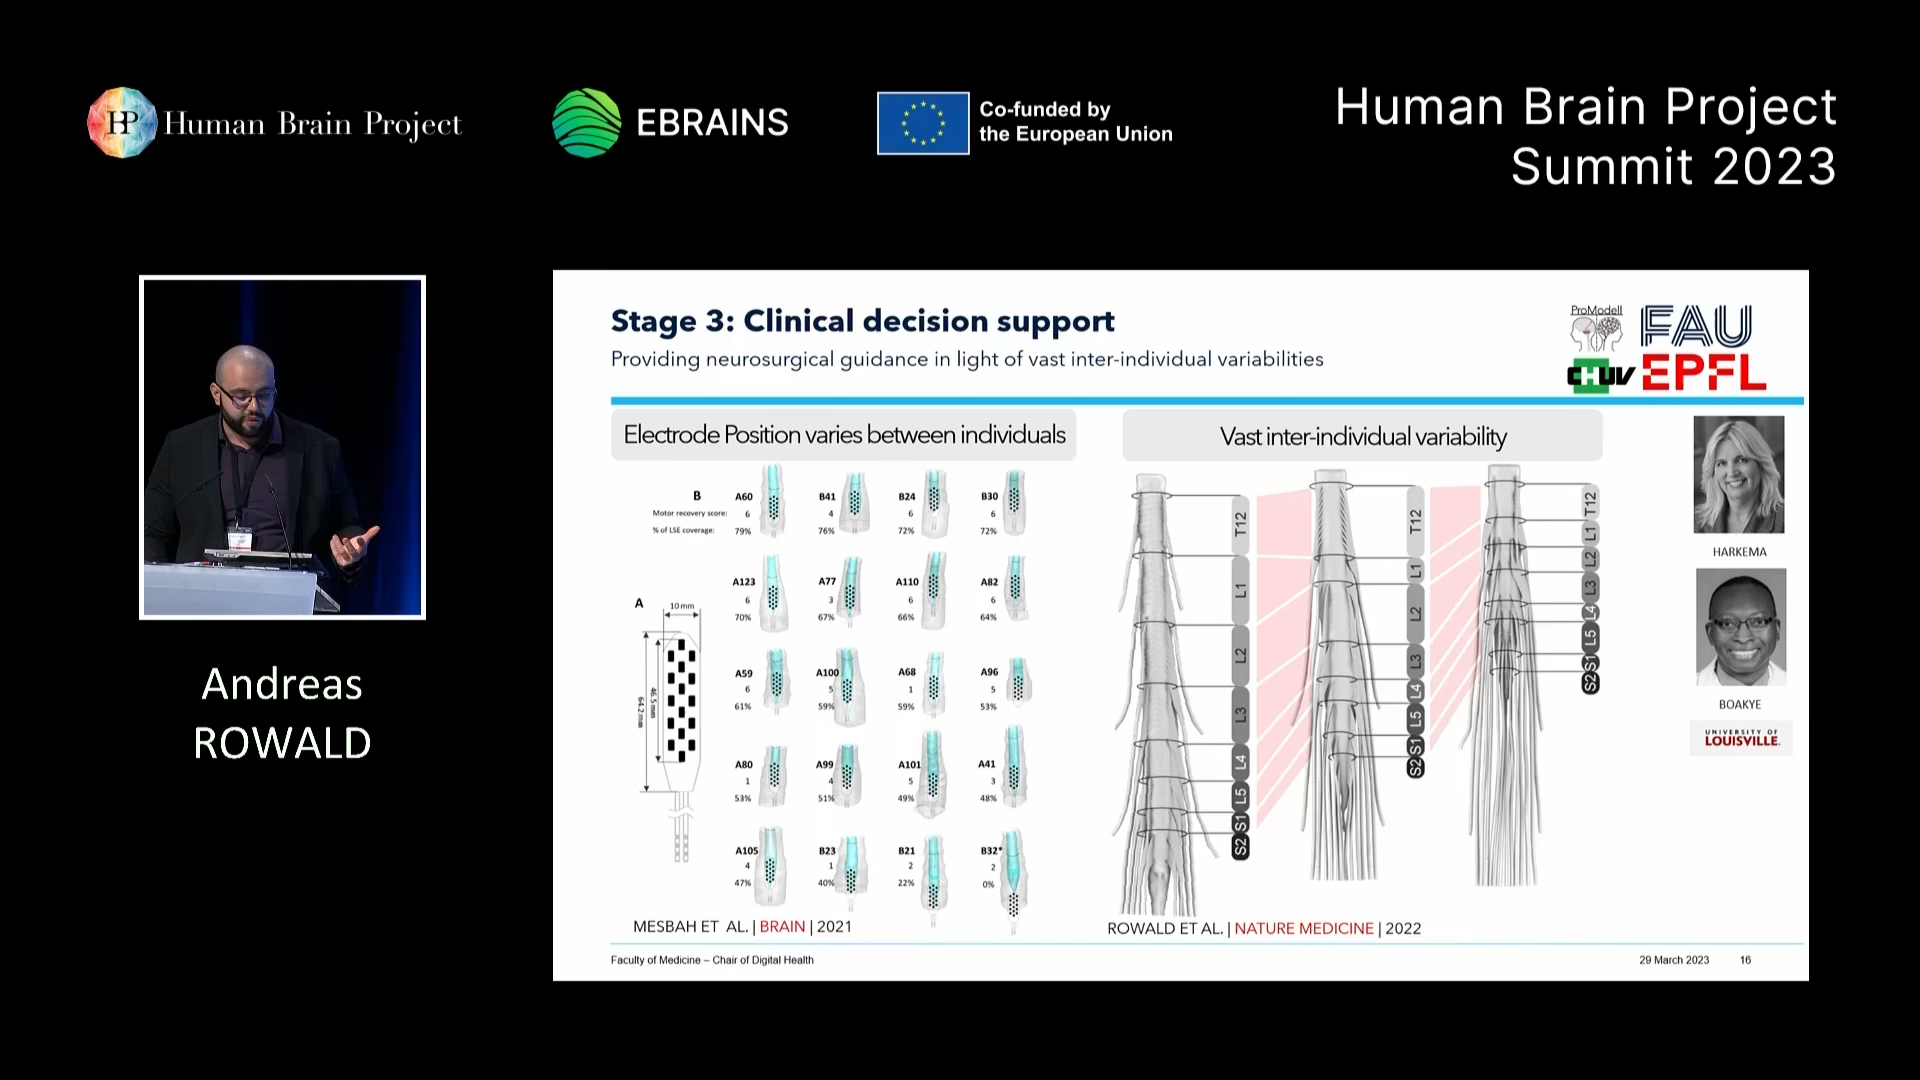 HP Human Brain Project
EBRAINS
Co-funded by
the European Union
Human Brain Project
Summit 2023
Andreas
ROWALD
Stage 3: Clinical decision support
Providing neurosurgical guidance in light of vast inter-individual variabilities
ProModell
FAU
CHUV
EPFL
Electrode Position varies between individuals
B
Motor recovery score:
% of LSE coverage:
A60
6
79%
B41
4
76%
B24
6
72%
B30
6
72%
A123
6
70%
A77
3
67%
A110
6
66%
A82
6
64%
A
10 mm
46.5 mm
64.2 mm
A59
6
61%
A100
5
59%
A68
1
59%
A96
5
53%
A80
1
53%
A99
4
51%
A101
5
49%
A41
3
48%
A105
4
47%
B23
1
40%
B21
2
22%
B32*
2
0%
MESBAH ET AL. | BRAIN | 2021
Vast inter-individual variability
T12
L1
L2
L3
L4
L5
S1
S2
T12
L1
L2
L3
L4
L5
S1
S2
T12
L1
L2
L3
L4
L5
S1
S2
ROWALD ET AL. | NATURE MEDICINE | 2022
HARKEMA
BOAKYE
UNIVERSITY OF
LOUISVILLE.
Faculty of Medicine – Chair of Digital Health
29 March 2023
16